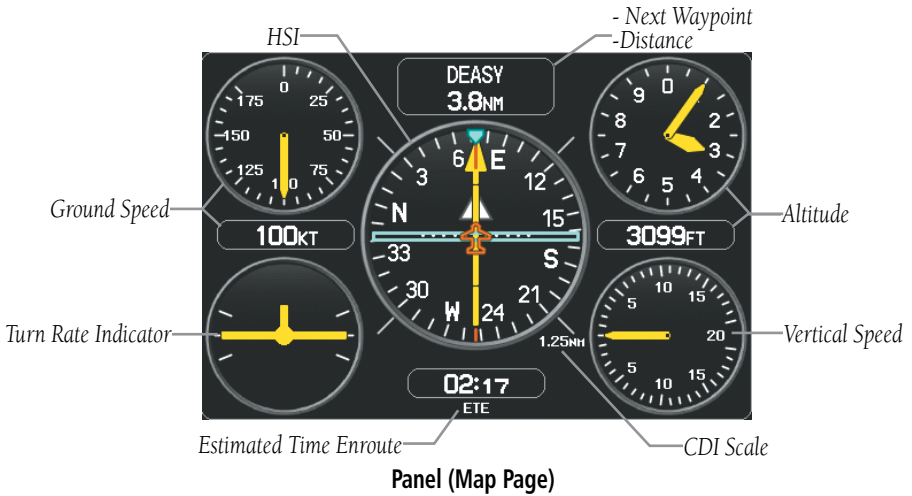 HSI
- Next Waypoint
-Distance
DEASY
3.8NM
0
25
50
75
100
125
150
175
Ground Speed
100KT
6
E
12
15
S
21
24
W
30
33
N
3
0
2
3
4
5
6
7
8
9
Altitude
3099FT
Turn Rate Indicator
1.25NM
5
10
15
20
15
10
5
Vertical Speed
02:17
ETE
Estimated Time Enroute
CDI Scale
Panel (Map Page)